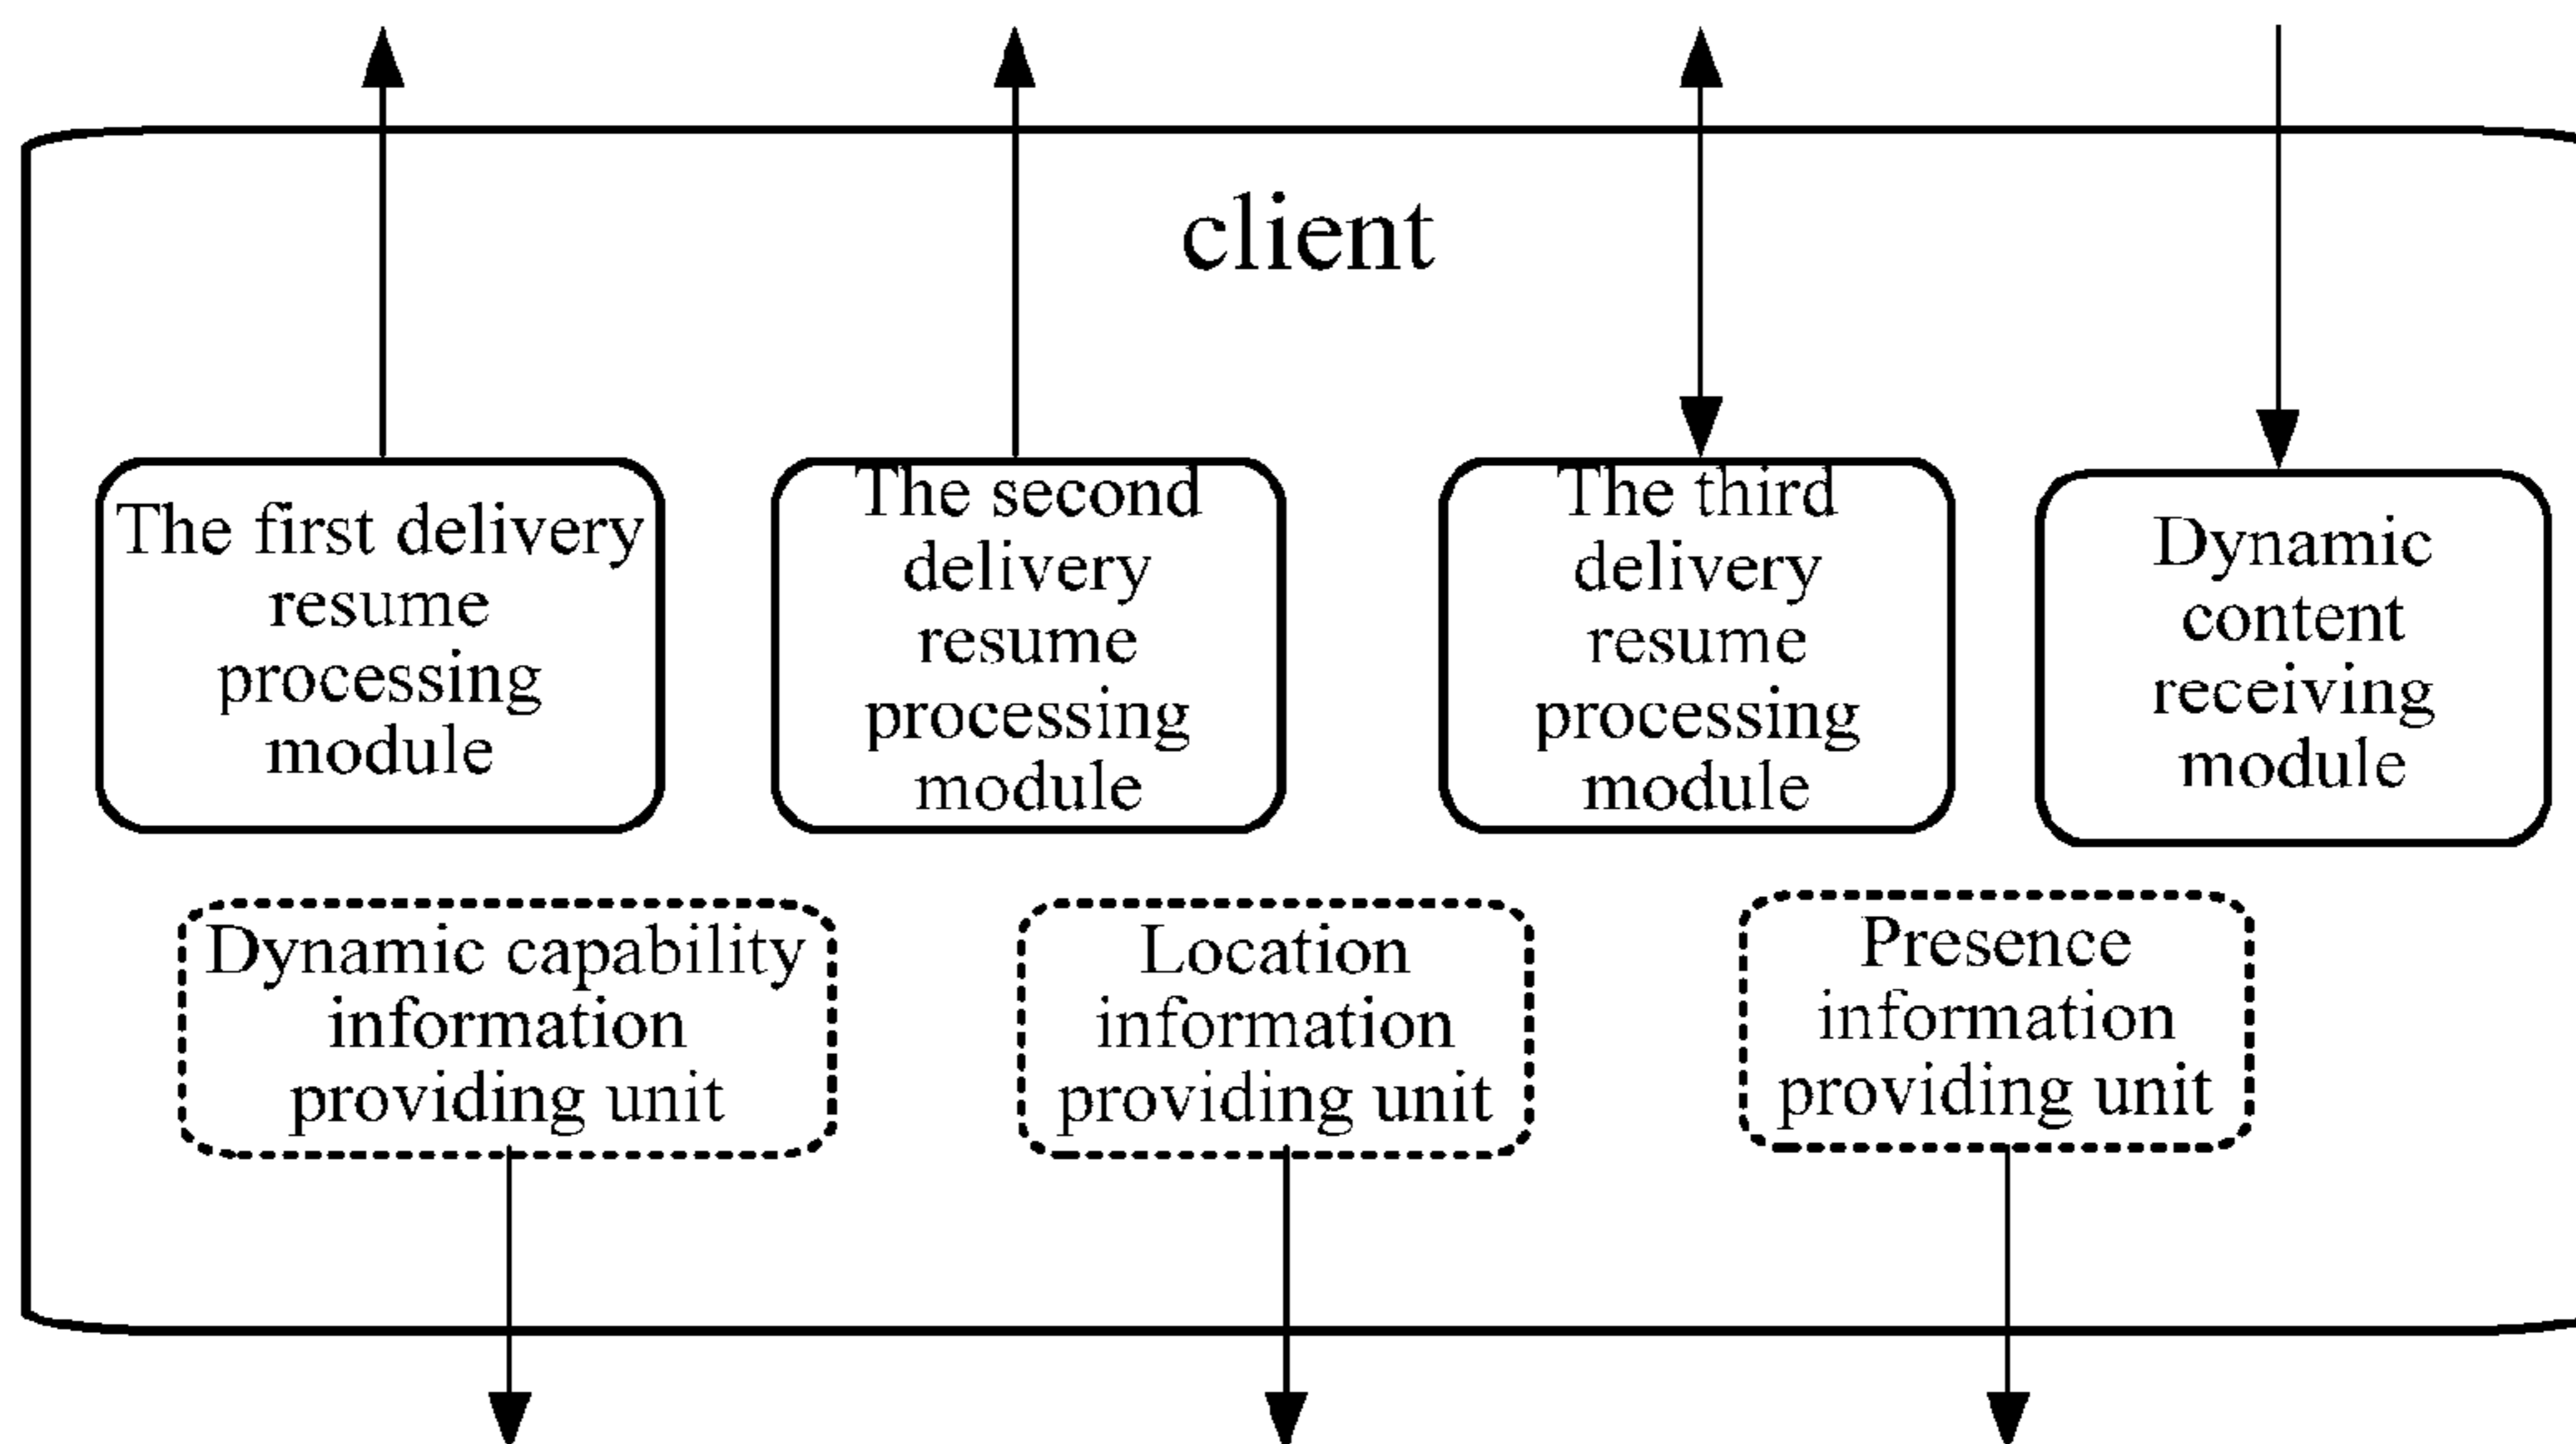 client
The first delivery
resume
processing
module
The second
delivery
resume
processing
module
The third
delivery
resume
processing
module
Dynamic
content
receiving
module
Dynamic capability
information
providing unit
Location
information
providing unit
Presence
information
providing unit